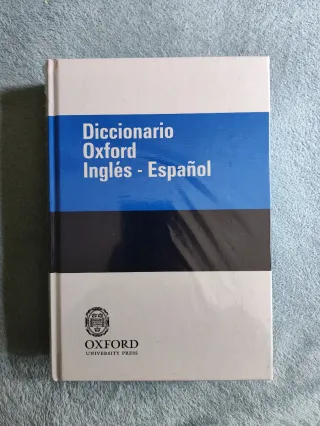 Diccionario
Oxford
Inglés - Español
OXFORD
UNIVERSITY PRESS